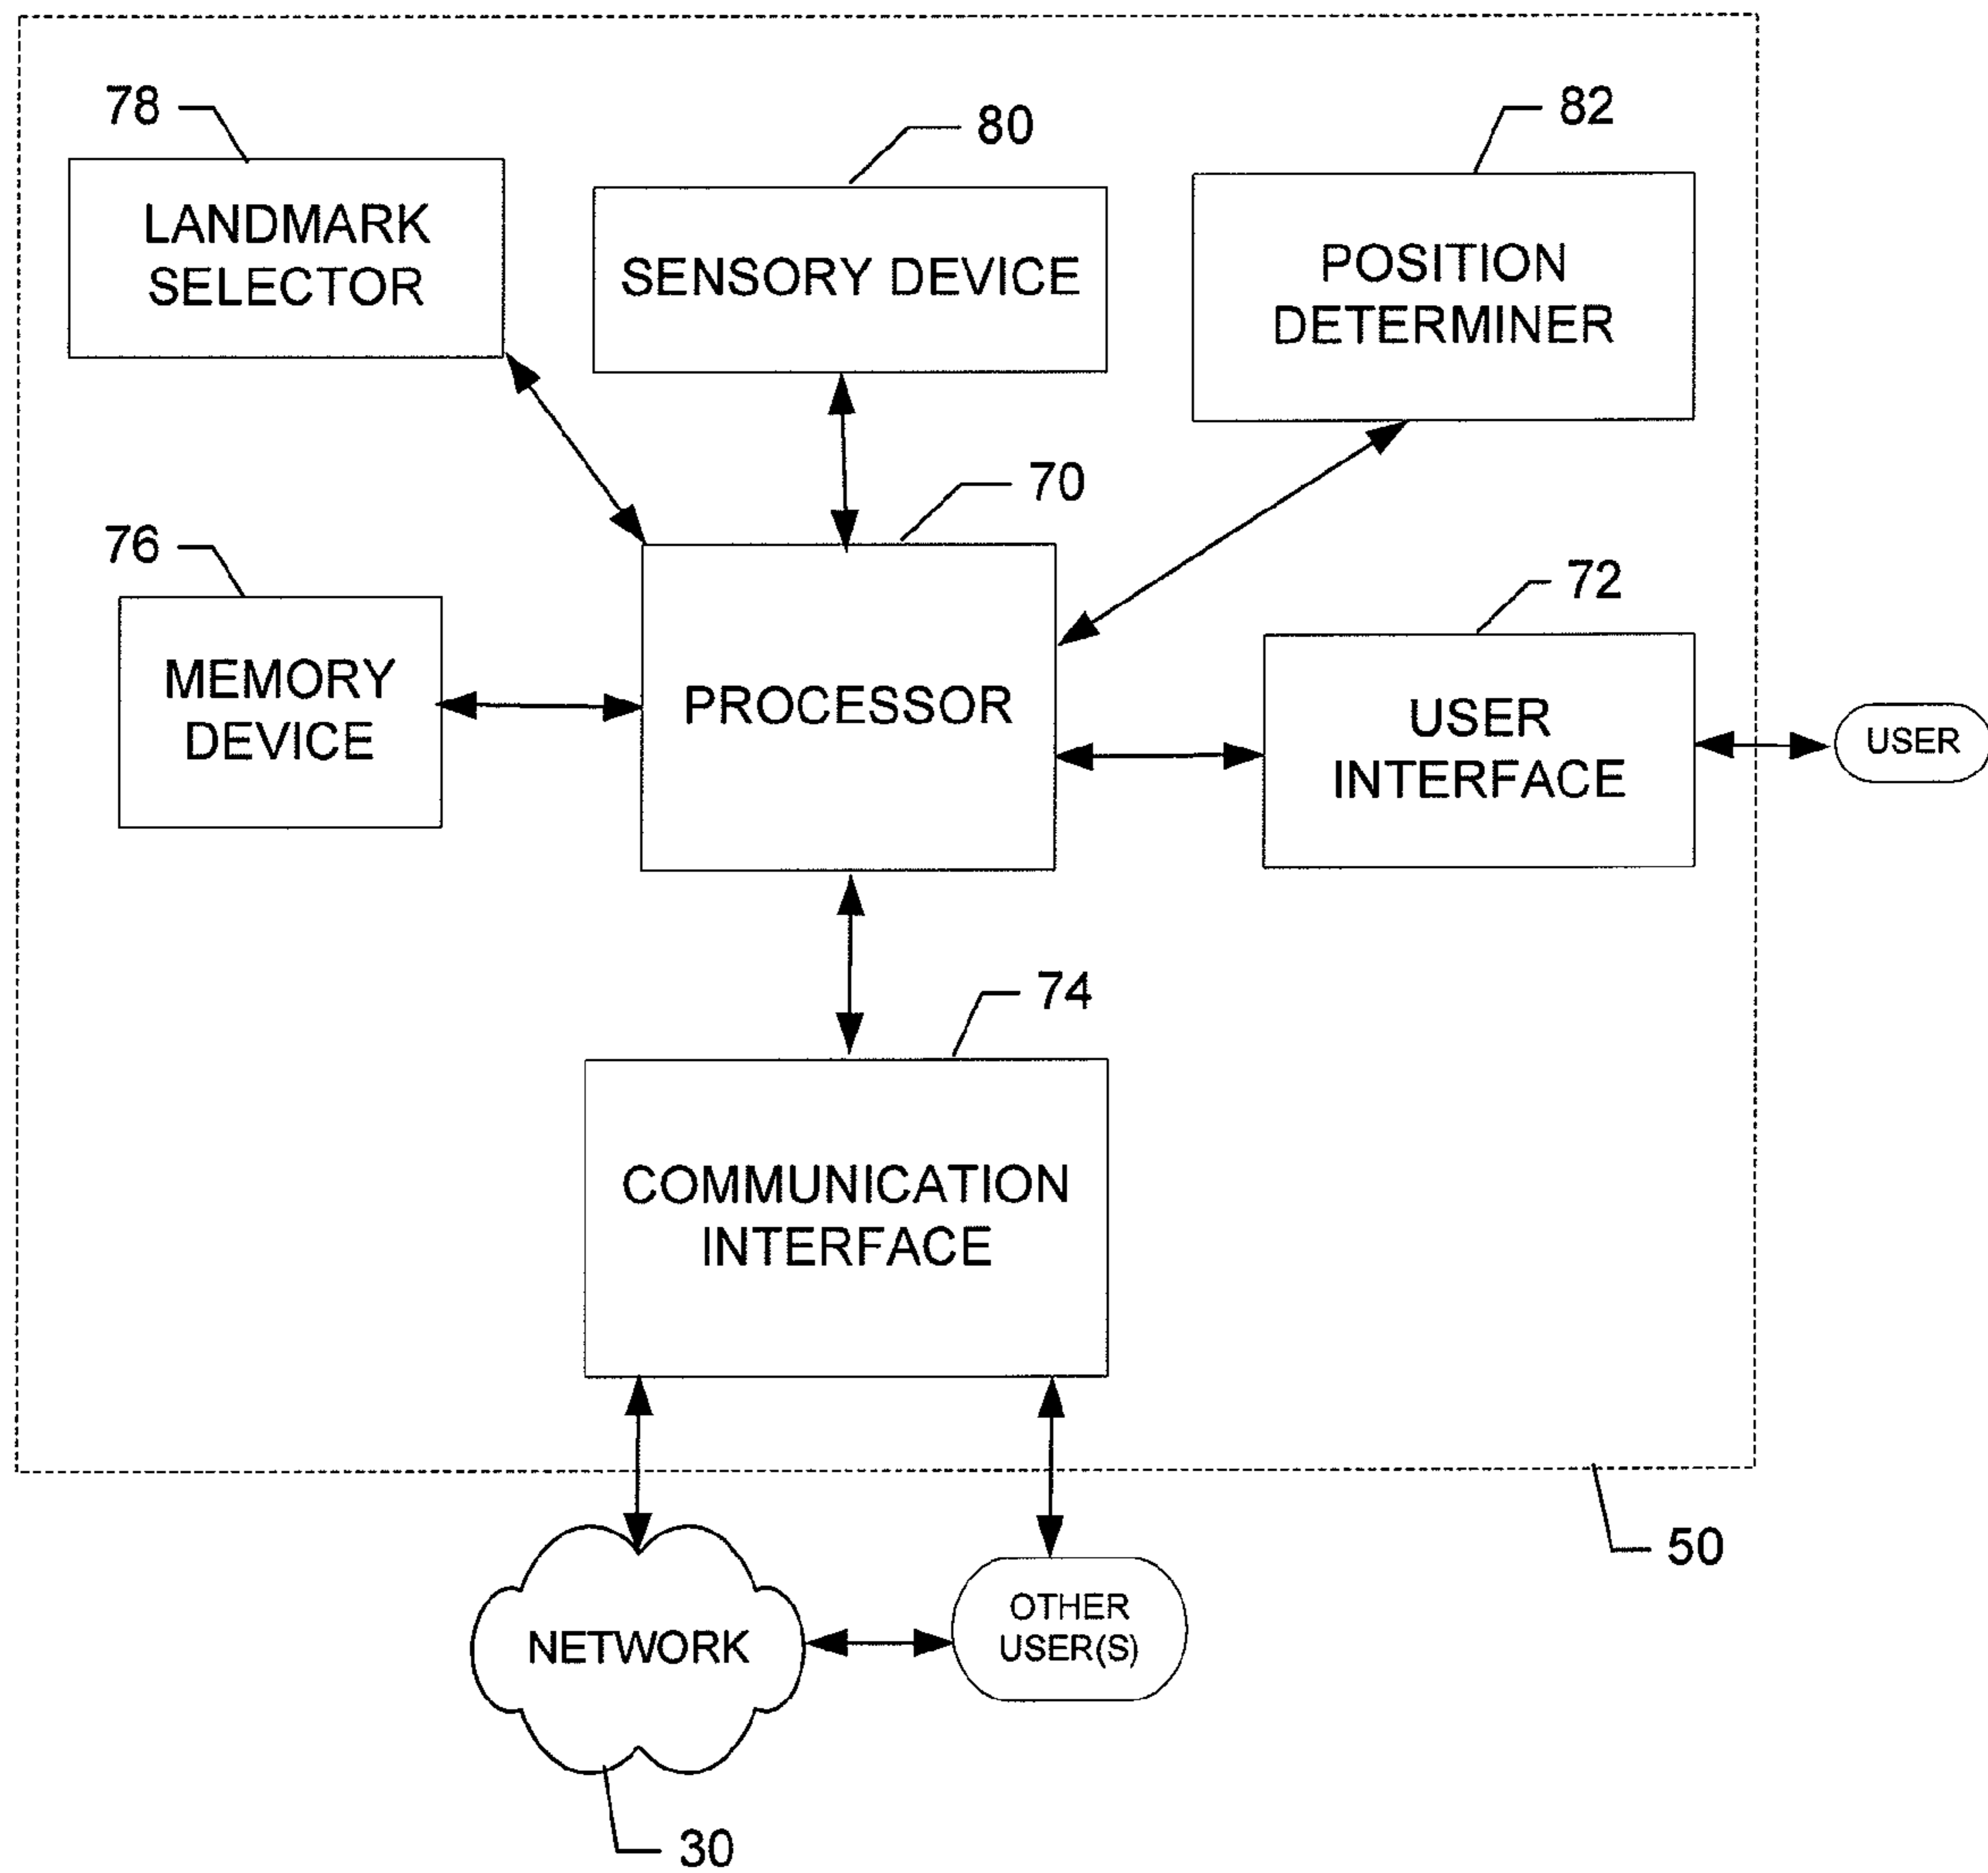 78
80
82
LANDMARK
SELECTOR
SENSORY DEVICE
POSITION
DETERMINER
70
76
72
MEMORY
DEVICE
PROCESSOR
USER
INTERFACE
USER
74
COMMUNICATION
INTERFACE
50
NETWORK
OTHER
USER(S)
30